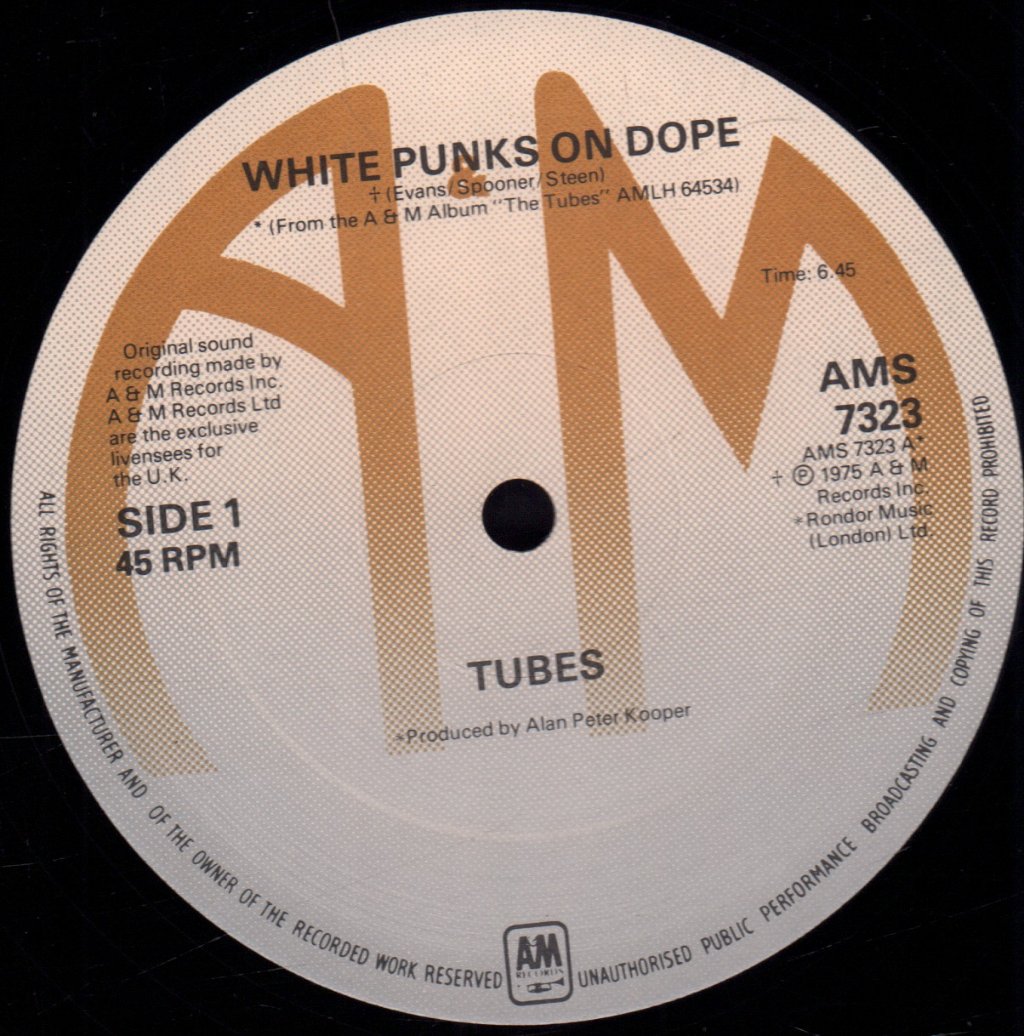 WHITE PUNKS ON DOPE
† (Evans/Spooner/Steen)
* (From the A & M Album "The Tubes" AMLH 64534)
Time: 6.45
Original sound
recording made by
A & M Records Inc.
A & M Records Ltd
are the exclusive
livensees for
the U.K.
SIDE 1
45 RPM
AMS
7323
AMS 7323 A*
† ℗ 1975 A & M
Records Inc.
*Rondor Music
(London) Ltd.
TUBES
*Produced by Alan Peter Kooper
ALL RIGHTS OF THE MANUFACTURER AND OF THE OWNER OF THE RECORDED WORK RESERVED
UNAUTHORISED PUBLIC PERFORMANCE BROADCASTING AND COPYING OF THIS RECORD PROHIBITED
A&M
RECORDS
A & M